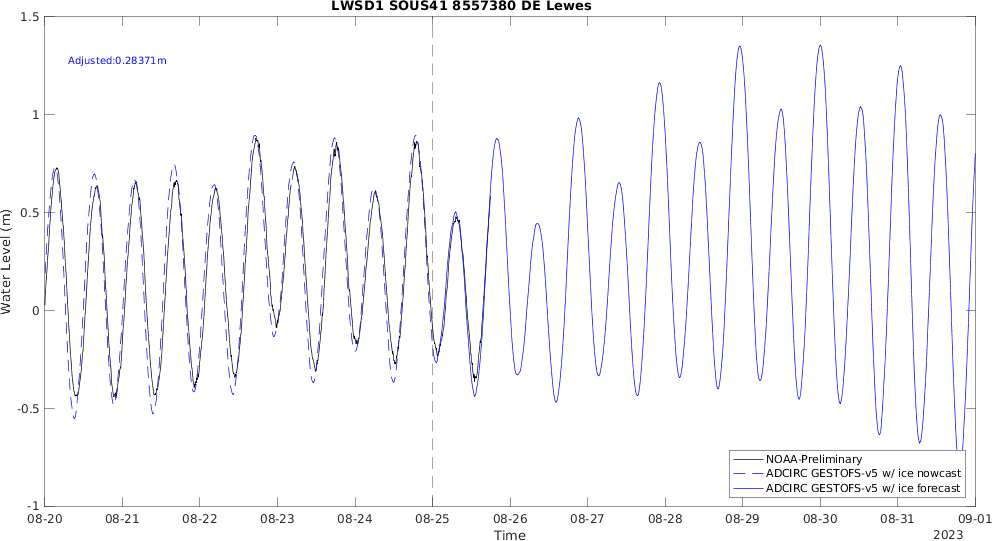 LWSD1 SOUS41 8557380 DE Lewes
Adjusted:0.28371m
1.5
1
0.5
0
-0.5
-1
Water Level (m)
NOAA-Preliminary
ADCIRC GESTOFS-v5 w/ ice nowcast
ADCIRC GESTOFS-v5 w/ ice forecast
08-20 08-21 08-22 08-23 08-24 08-25 08-26 08-27 08-28 08-29 08-30 08-31 09-01
Time
2023